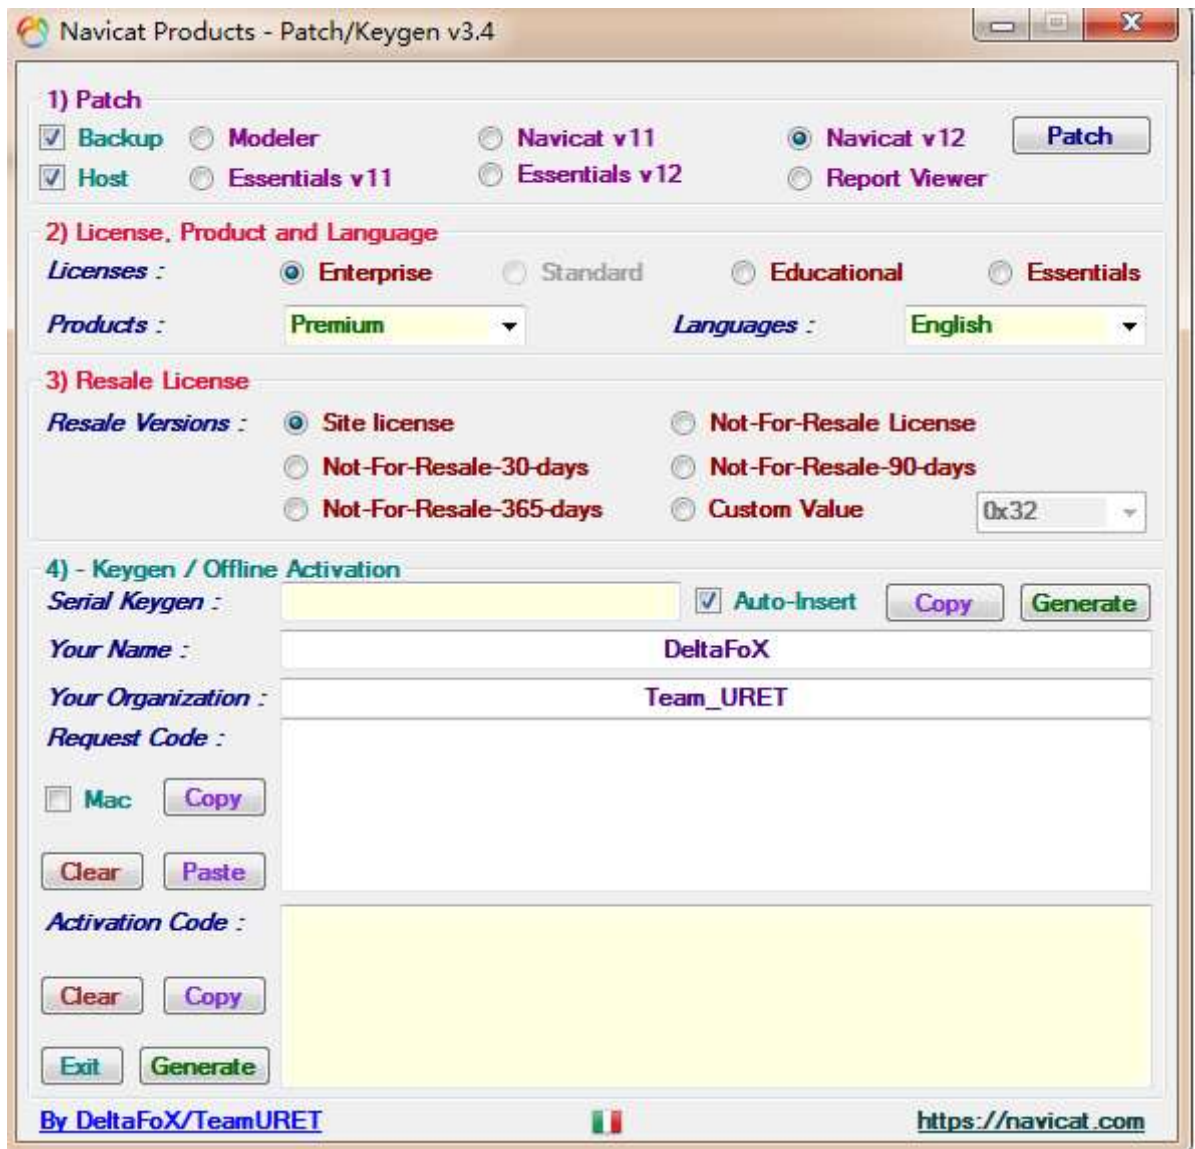 Navicat Products - Patch/Keygen v3.4
1) Patch
Backup Modeler Navicat v11 Navicat v12 Patch
Host Essentials v11 Essentials v12 Report Viewer
2) License, Product and Language
Licenses : Enterprise Standard Educational Essentials
Products : Premium Languages : English
3) Resale License
Resale Versions : Site license Not-For-Resale License
Not-For-Resale-30-days Not-For-Resale-90-days
Not-For-Resale-365-days Custom Value 0x32
4) - Keygen / Offline Activation
Serial Keygen : Auto-Insert Copy Generate
Your Name : DeltaFoX
Your Organization : Team_URET
Request Code :
Mac Copy
Clear Paste
Activation Code :
Clear Copy
Exit Generate
By DeltaFoX/TeamURET https://navicat.com